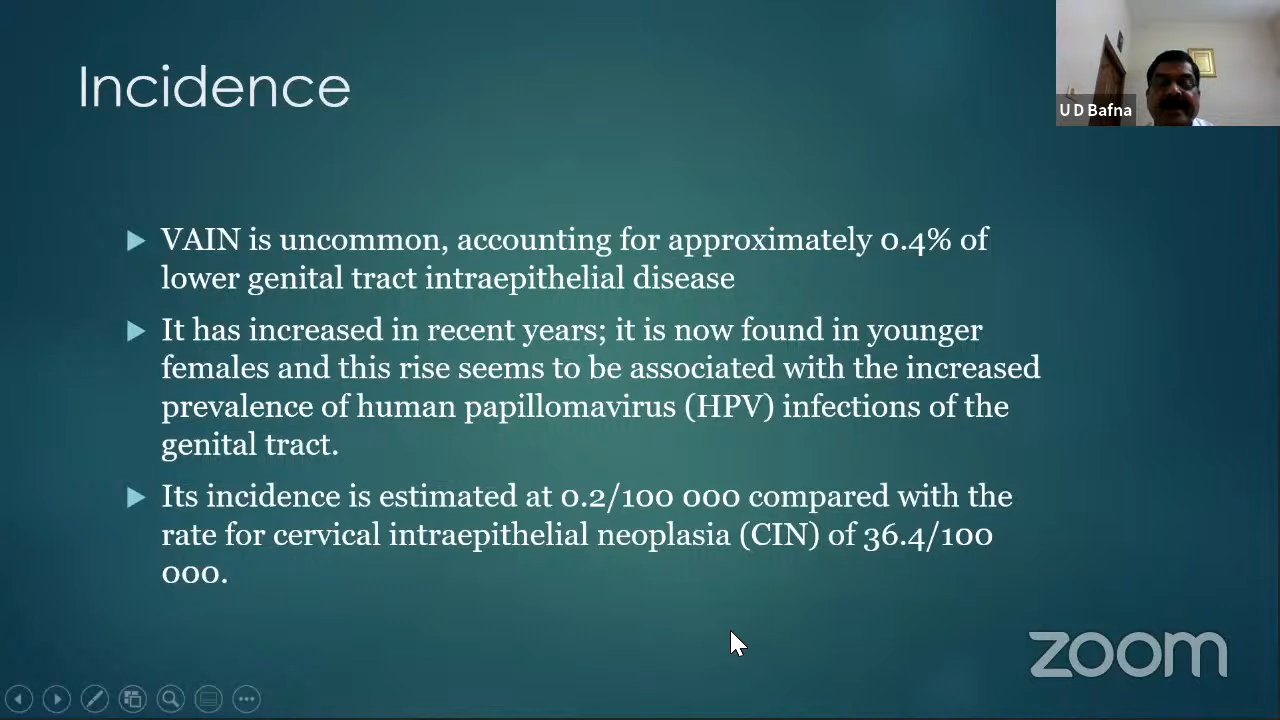 Incidence
U D Bafna
VAIN is uncommon, accounting for approximately 0.4% of
lower genital tract intraepithelial disease
It has increased in recent years; it is now found in younger
females and this rise seems to be associated with the increased
prevalence of human papillomavirus (HPV) infections of the
genital tract.
Its incidence is estimated at 0.2/100 000 compared with the
rate for cervical intraepithelial neoplasia (CIN) of 36.4/100
000.
zoom